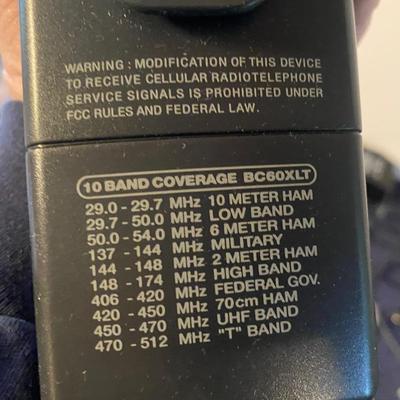 WARNING : MODIFICATION OF THIS DEVICE
TO RECEIVE CELLULAR RADIOTELEPHONE
SERVICE SIGNALS IS PROHIBITED UNDER
FCC RULES AND FEDERAL LAW.
10 BAND COVERAGE BC60XLT
29.0 - 29.7 MHz 10 METER HAM
29.7 - 50.0 MHz LOW BAND
50.0 - 54.0 MHz 6 METER HAM
137 - 144 MHz MILITARY
144 - 148 MHz 2 METER HAM
148 - 174 MHz HIGH BAND
406 - 420 MHz FEDERAL GOV.
420 - 450 MHz 70cm HAM
450 - 470 MHz UHF BAND
470 - 512 MHz "T" BAND